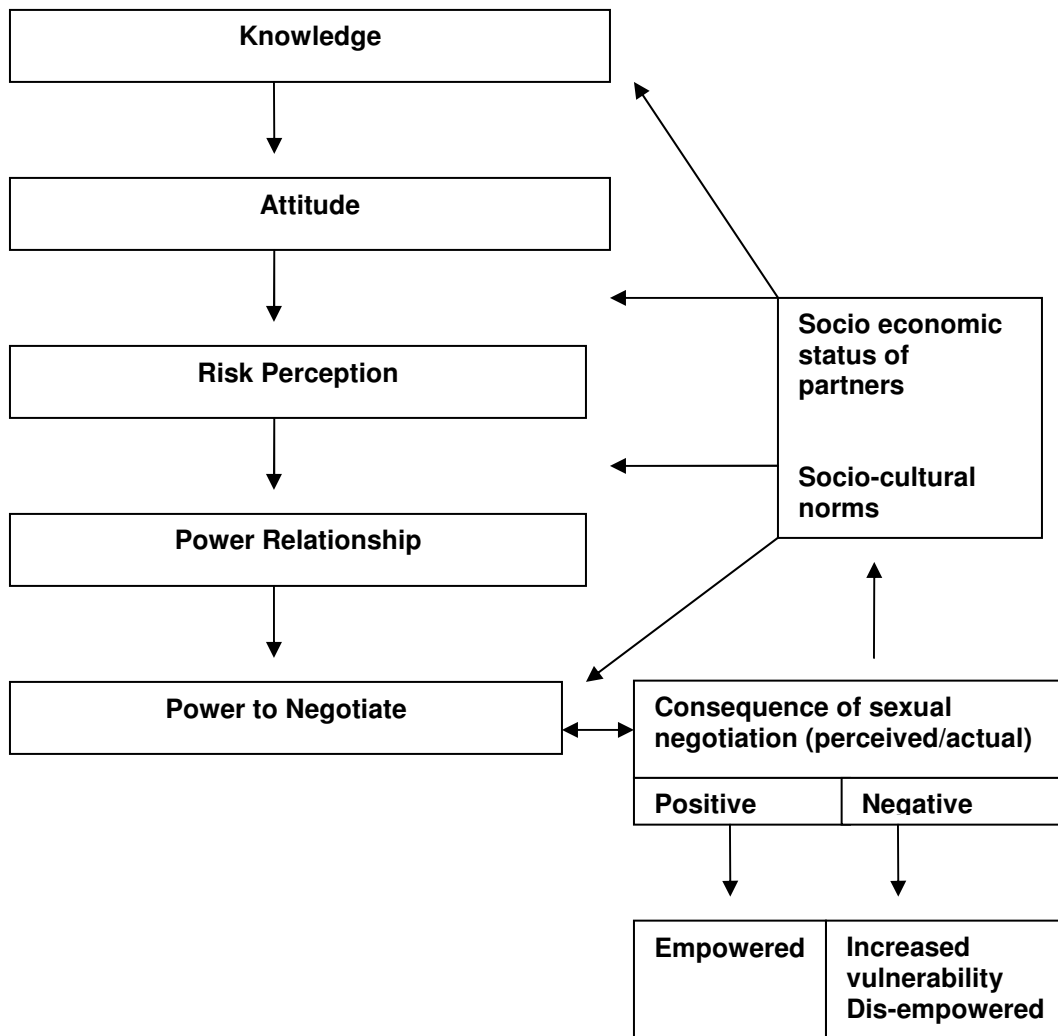 Knowledge
Attitude
Risk Perception
Power Relationship
Power to Negotiate
Socio economic
status of
partners
Socio-cultural
norms
Consequence of sexual
negotiation (perceived/actual)
Positive
Negative
Empowered
Increased
vulnerability
Dis-empowered